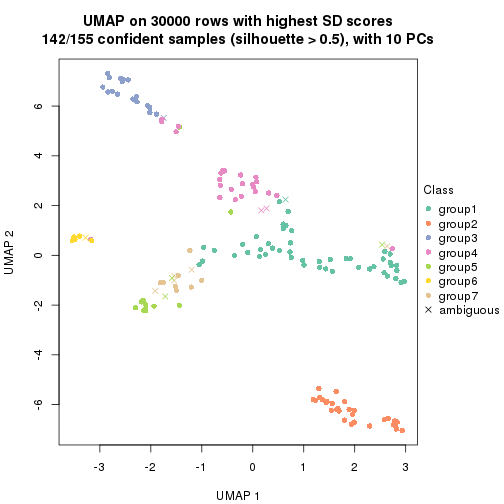 UMAP on 30000 rows with highest SD scores
142/155 confident samples (silhouette > 0.5), with 10 PCs
6
4
2
0
-2
-4
-6
UMAP 2
-3
-2
-1
0
1
2
3
UMAP 1
Class
group1
group2
group3
group4
group5
group6
group7
ambiguous